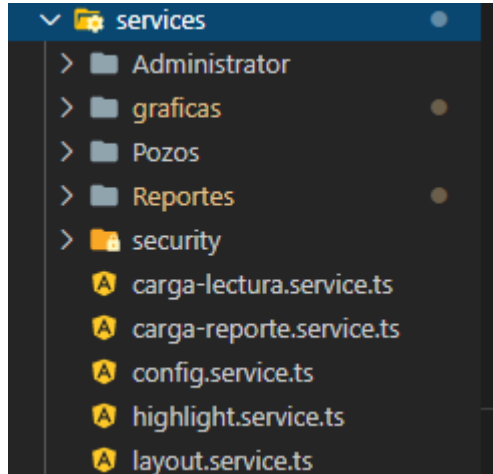 services
Administrator
graficas
Pozos
Reportes
security
carga-lectura.service.ts
carga-reporte.service.ts
config.service.ts
highlight.service.ts
layout.service.ts